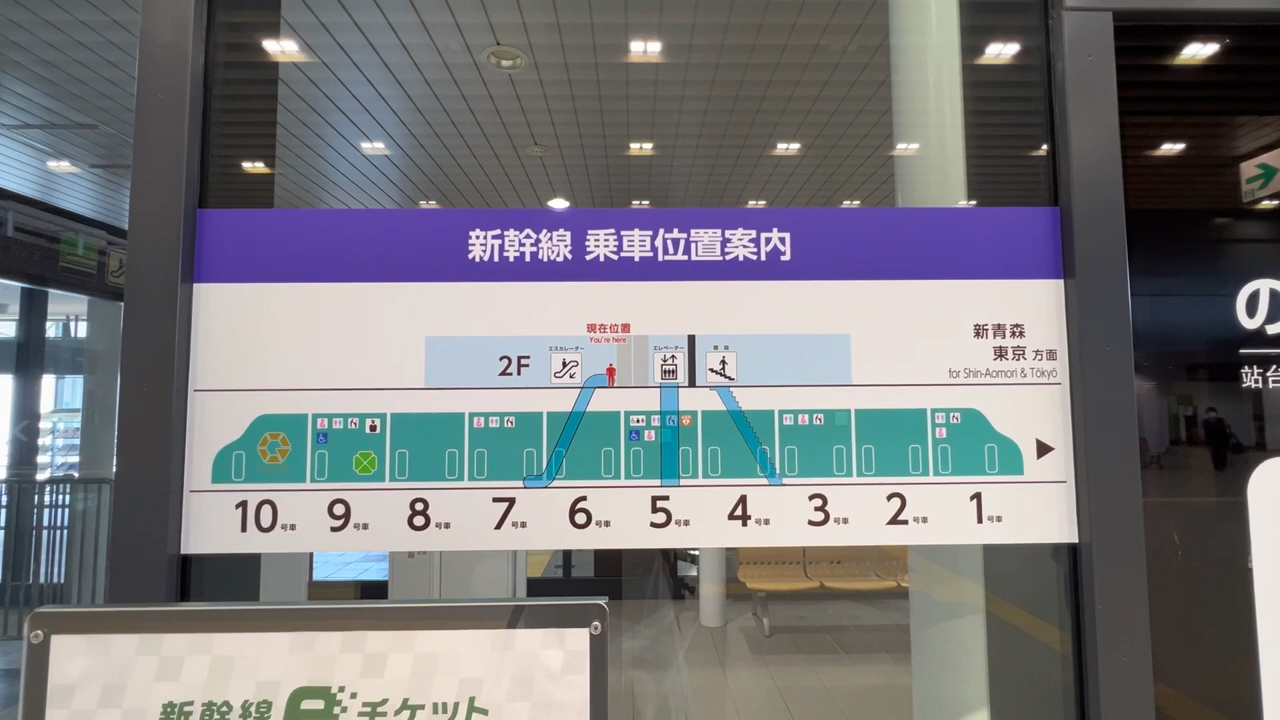 新幹線 乗車位置案内
現在位置
You're here
2F
エスカレーター
エレベーター
階段
新青森
東京方面
for Shin-Aomori & Tōkyō
10号車 9号車 8号車 7号車 6号車 5号車 4号車 3号車 2号車 1号車
新幹線eチケット
の
站台